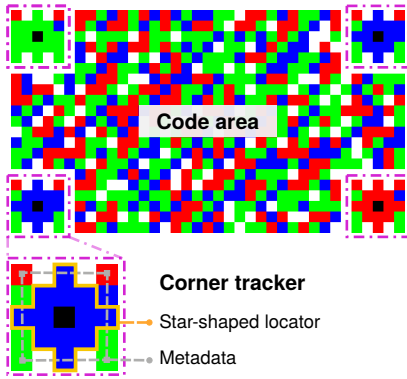 Code area
Corner tracker
Star-shaped locator
Metadata